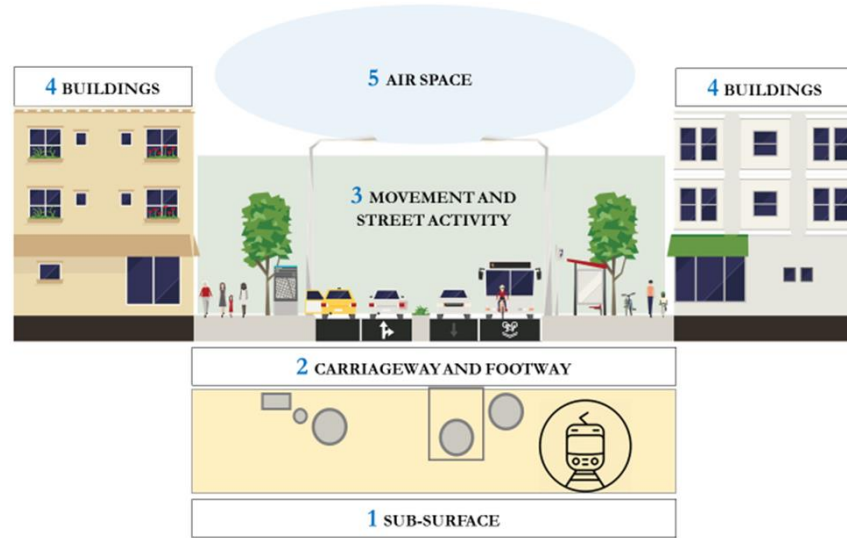 5 AIR SPACE
4 BUILDINGS
4 BUILDINGS
3 MOVEMENT AND
STREET ACTIVITY
2 CARRIAGEWAY AND FOOTWAY
1 SUB-SURFACE